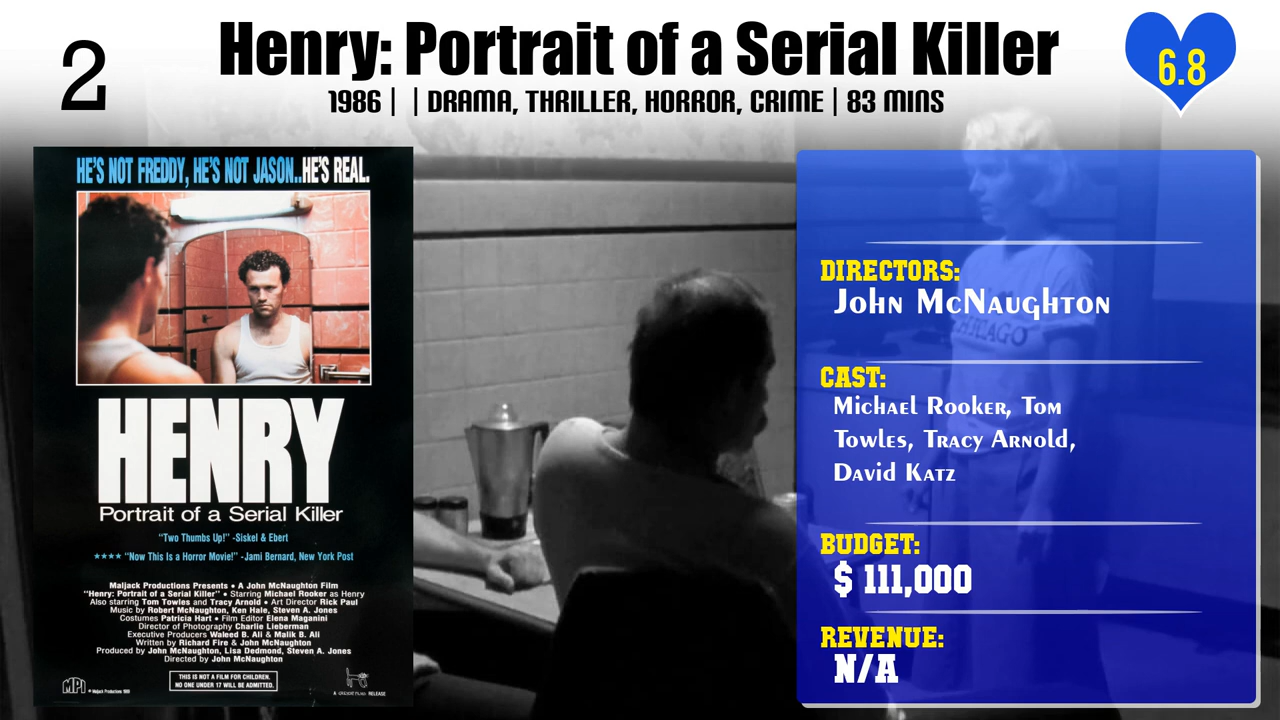 2
Henry: Portrait of a Serial Killer
6.8
1986 | | DRAMA, THRILLER, HORROR, CRIME | 83 MINS
HE'S NOT FREDDY, HE'S NOT JASON..HE'S REAL.
HENRY
Portrait of a Serial Killer
"Two Thumbs Up!" -Siskel & Ebert
★★★★ "Now This Is a Horror Movie!" -Jami Bernard, New York Post
Maljack Productions Presents • A John McNaughton Film
"Henry: Portrait of a Serial Killer" • Starring Michael Rooker as Henry
Also starring Tom Towles and Tracy Arnold • Art Director Rick Paul
Music by Robert McNaughton, Ken Hale, Steven A. Jones
Costumes Patricia Hart • Film Editor Elena Maganini
Director of Photography Charlie Lieberman
Executive Producers Waleed B. Ali & Malik B. Ali
Written by Richard Fire & John McNaughton
Produced by John McNaughton, Lisa Dedmond, Steven A. Jones
Directed by John McNaughton
MPI
THIS IS NOT A FILM FOR CHILDREN.
NO ONE UNDER 17 WILL BE ADMITTED.
RELEASE
CHICAGO
DIRECTORS:
John McNaughton
CAST:
Michael Rooker, Tom
Towles, Tracy Arnold,
David Katz
BUDGET:
$ 111,000
REVENUE:
N/A